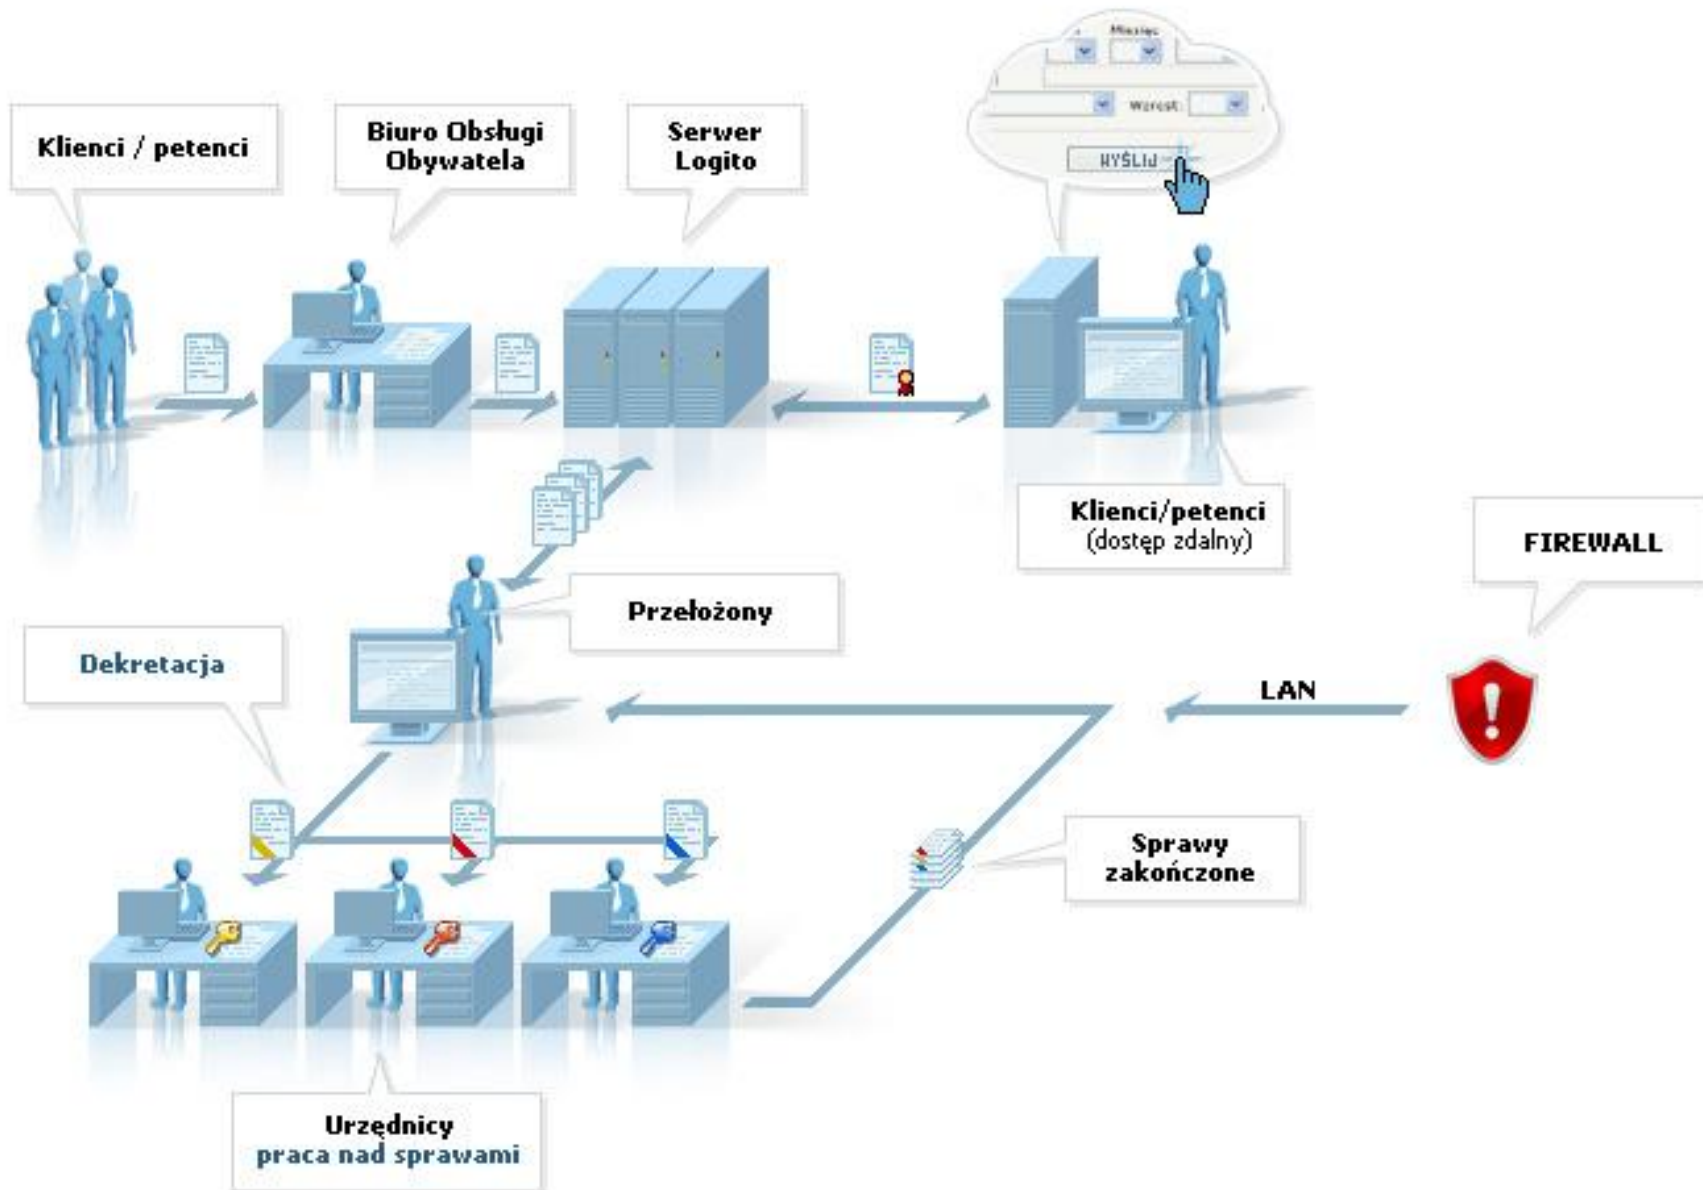 Miesiąc
Wzrost:
WYŚLIJ
Klienci / petenci
Biuro Obsługi
Obywatela
Serwer
Logito
Klienci/petenci
(dostęp zdalny)
FIREWALL
Przełożony
Dekretacja
LAN
Sprawy
zakończone
Urzędnicy
praca nad sprawami